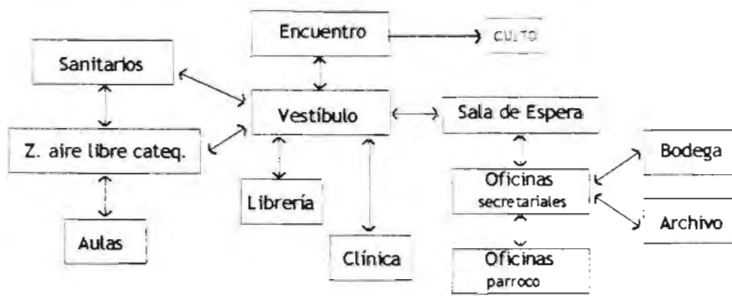 Encuentro
CULTO
Sanitarios
Vestíbulo
Sala de Espera
Z. aire libre cateq.
Bodega
Librería
Oficinas
secretariales
Aulas
Archivo
Clínica
Oficinas
parroco